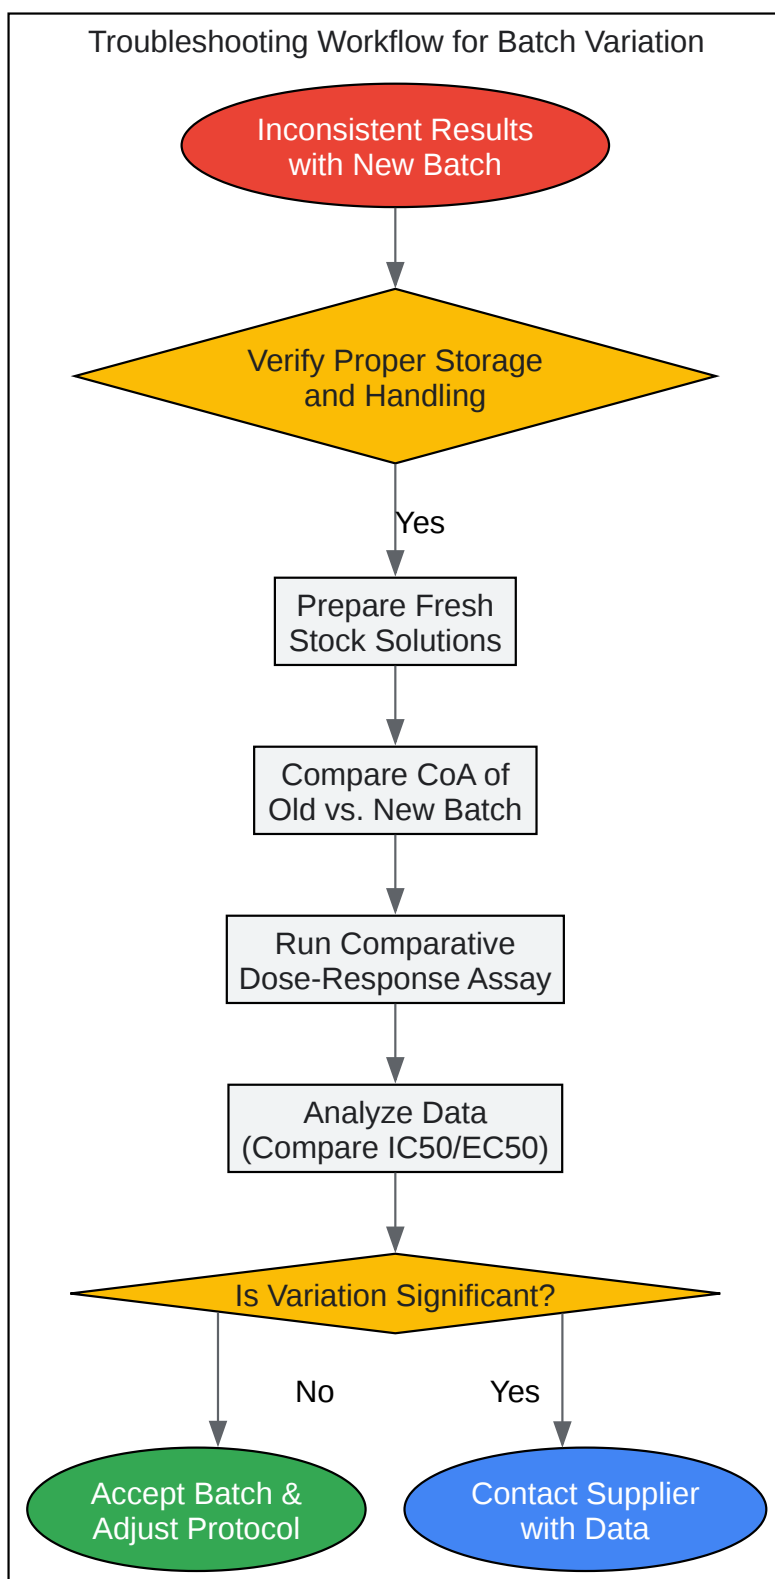 Troubleshooting Workflow for Batch Variation
Inconsistent Results
with New Batch
Verify Proper Storage
and Handling
Yes
Prepare Fresh
Stock Solutions
Compare CoA of
Old vs. New Batch
Run Comparative
Dose-Response Assay
Analyze Data
(Compare IC50/EC50)
Is Variation Significant?
No
Yes
Accept Batch &
Adjust Protocol
Contact Supplier
with Data